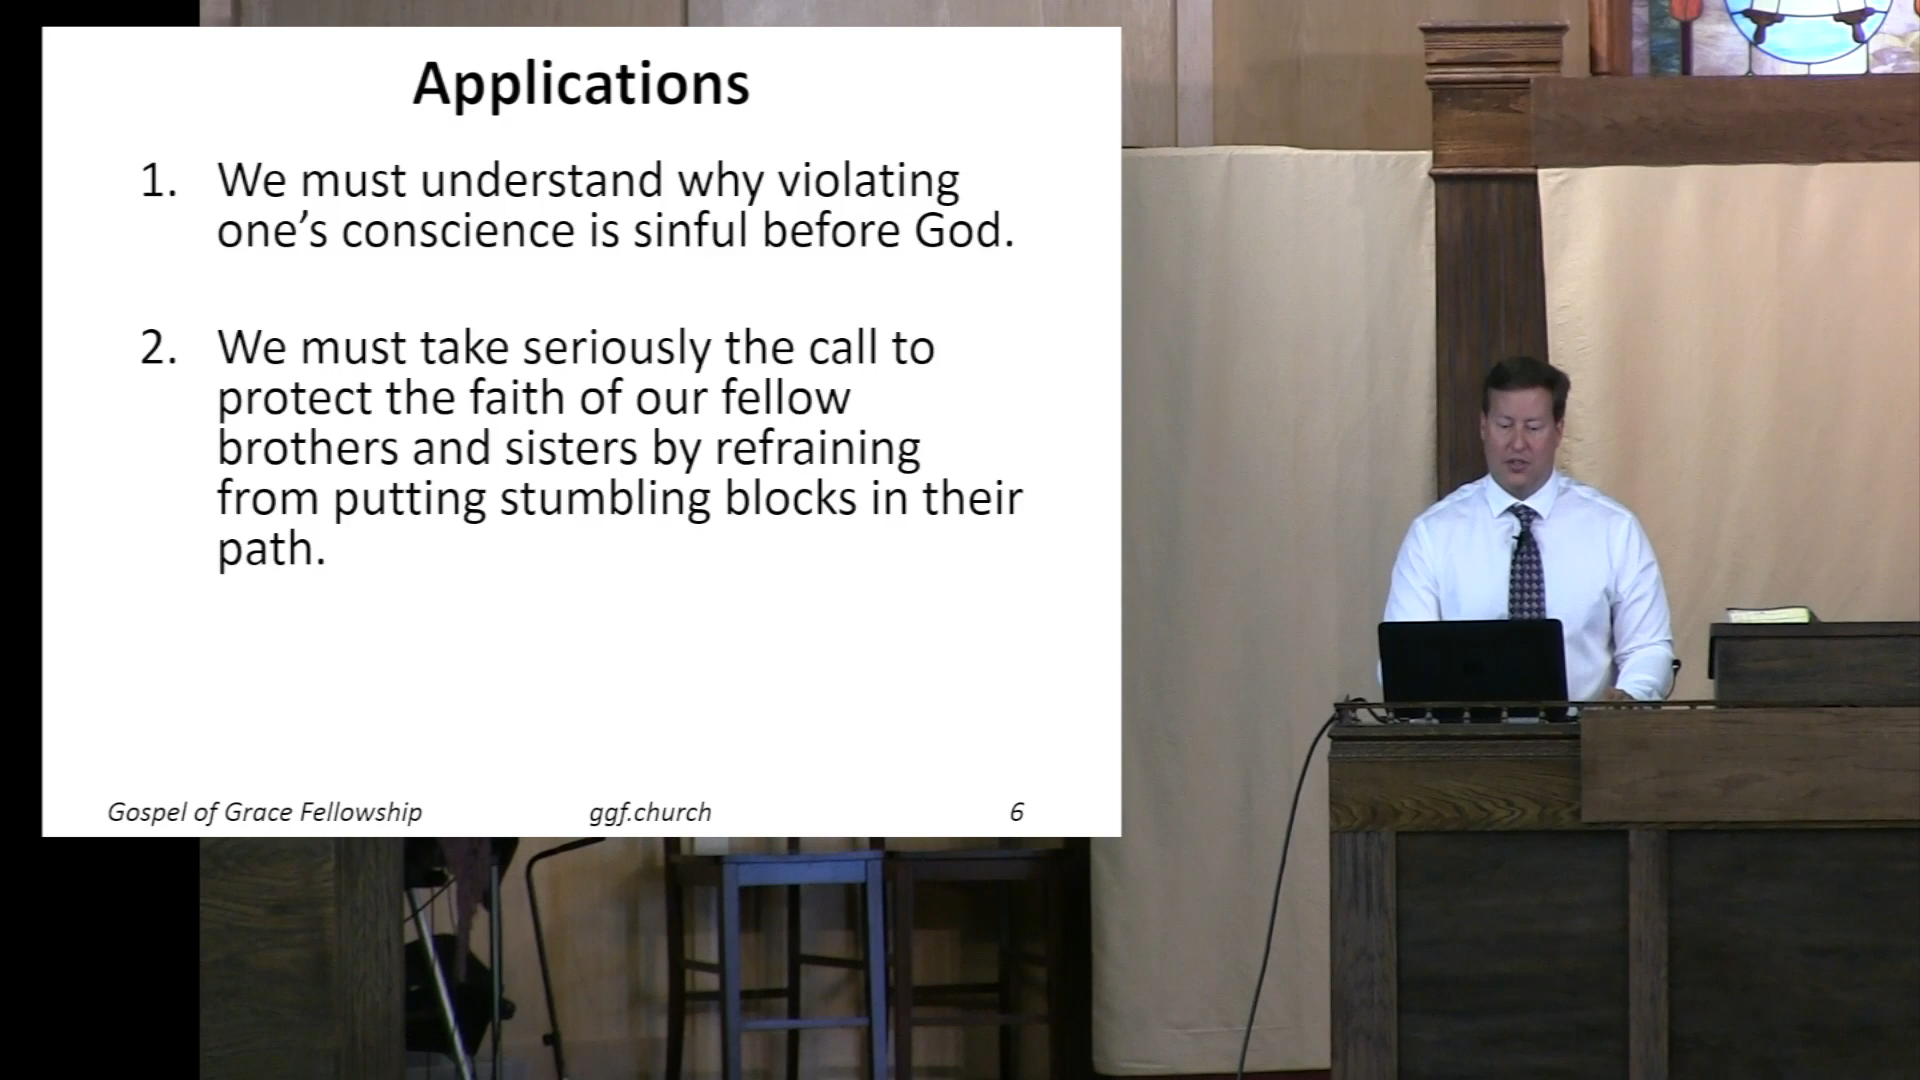 Applications
1. We must understand why violating
one’s conscience is sinful before God.
2. We must take seriously the call to
protect the faith of our fellow
brothers and sisters by refraining
from putting stumbling blocks in their
path.
Gospel of Grace Fellowship ggf.church 6